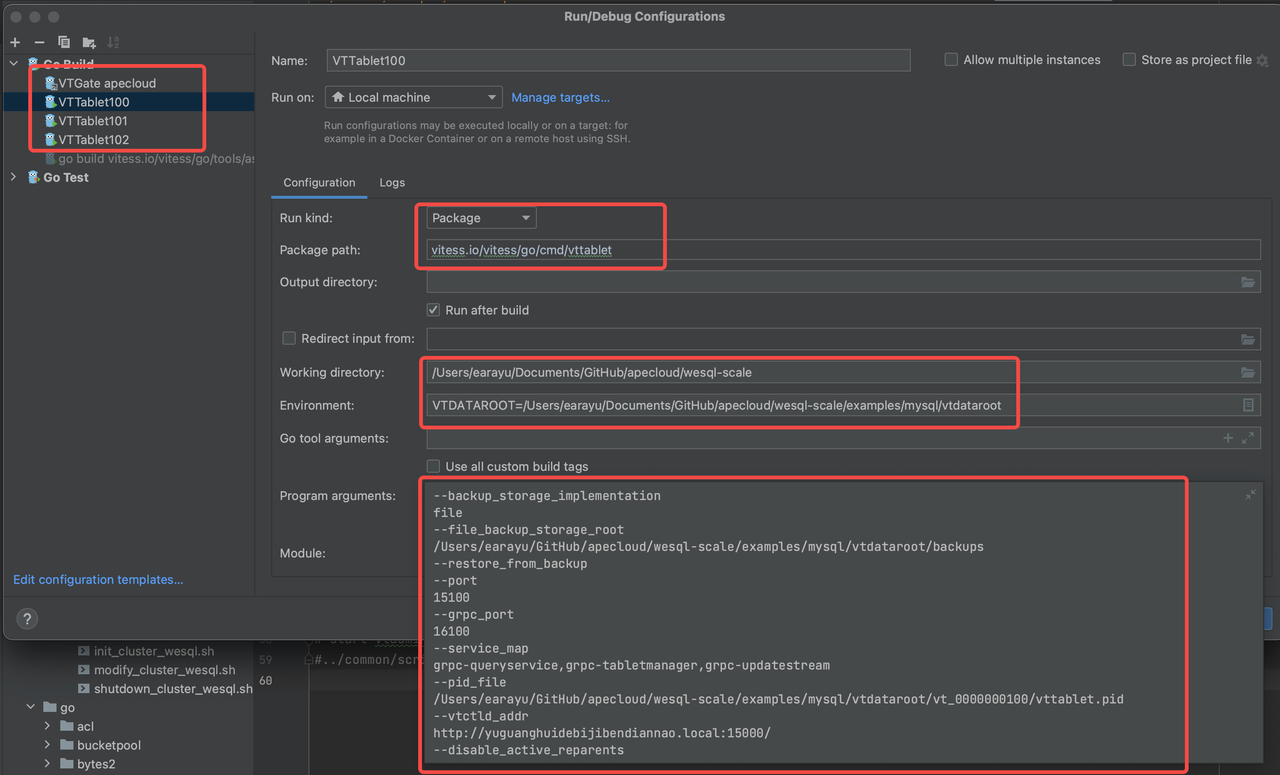 Run/Debug Configurations
Go Build
VTGate apecloud
VTTablet100
VTTablet101
VTTablet102
go build vitess.io/vitess/go/tools/as
Go Test
Edit configuration templates...
?
Name:
VTTablet100
Allow multiple instances
Store as project file
Run on:
Local machine
Manage targets...
Run configurations may be executed locally or on a target: for
example in a Docker Container or on a remote host using SSH.
Configuration
Logs
Run kind:
Package
Package path:
vitess.io/vitess/go/cmd/vttablet
Output directory:
Run after build
Redirect input from:
Working directory:
/Users/earayu/Documents/GitHub/apecloud/wesql-scale
Environment:
VTDATAROOT=/Users/earayu/Documents/GitHub/apecloud/wesql-scale/examples/mysql/vtdataroot
Go tool arguments:
Use all custom build tags
Program arguments:
--backup_storage_implementation
file
--file_backup_storage_root
/Users/earayu/GitHub/apecloud/wesql-scale/examples/mysql/vtdataroot/backups
--restore_from_backup
--port
15100
--grpc_port
16100
--service_map
grpc-queryservice,grpc-tabletmanager,grpc-updatestream
--pid_file
/Users/earayu/GitHub/apecloud/wesql-scale/examples/mysql/vtdataroot/vt_0000000100/vttablet.pid
--vtctld_addr
http://yuguanghuidebijibendiannao.local:15000/
--disable_active_reparents
Module:
init_cluster_wesql.sh
modify_cluster_wesql.sh
shutdown_cluster_wesql.sh
go
acl
bucketpool
bytes2
59
#../common/scr
60